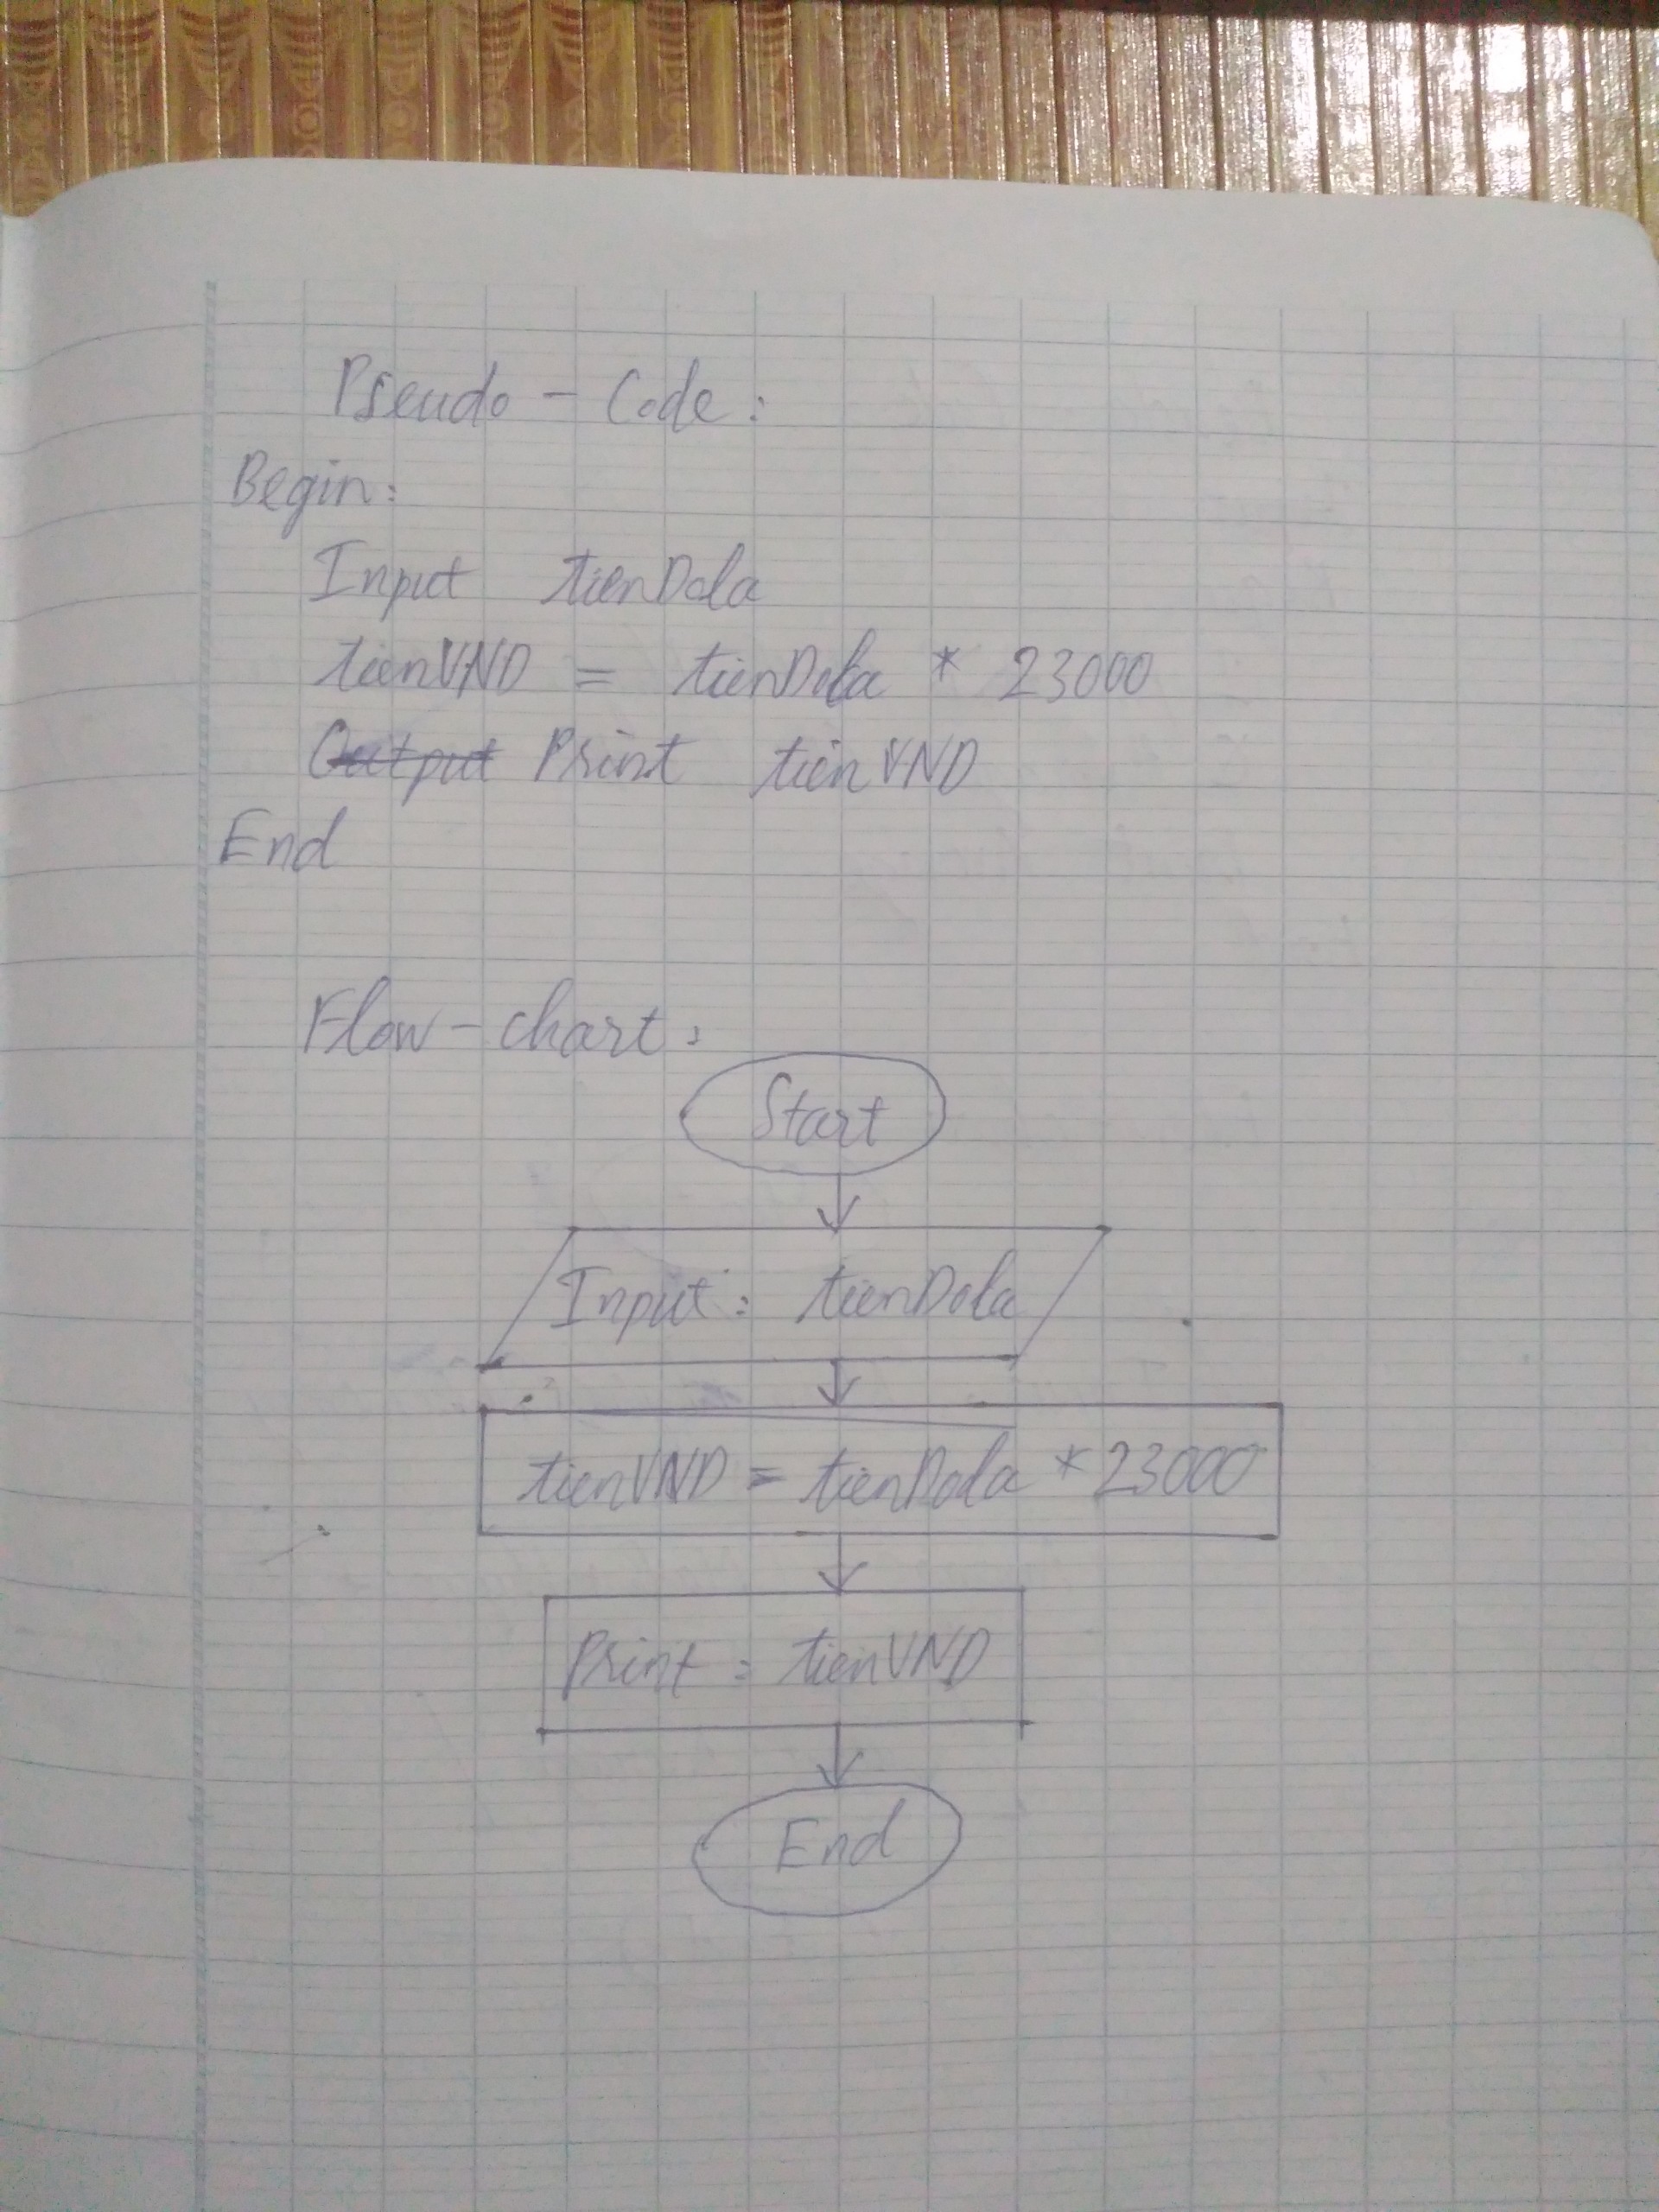 Pseudo - Code:
Begin:
Input tienDola
tienVND = tienDola * 23000
Output Print tienVND
End
Flow-chart:
Start
Input: tienDola
tienVND = tienDola * 23000
Print: tienVND
End